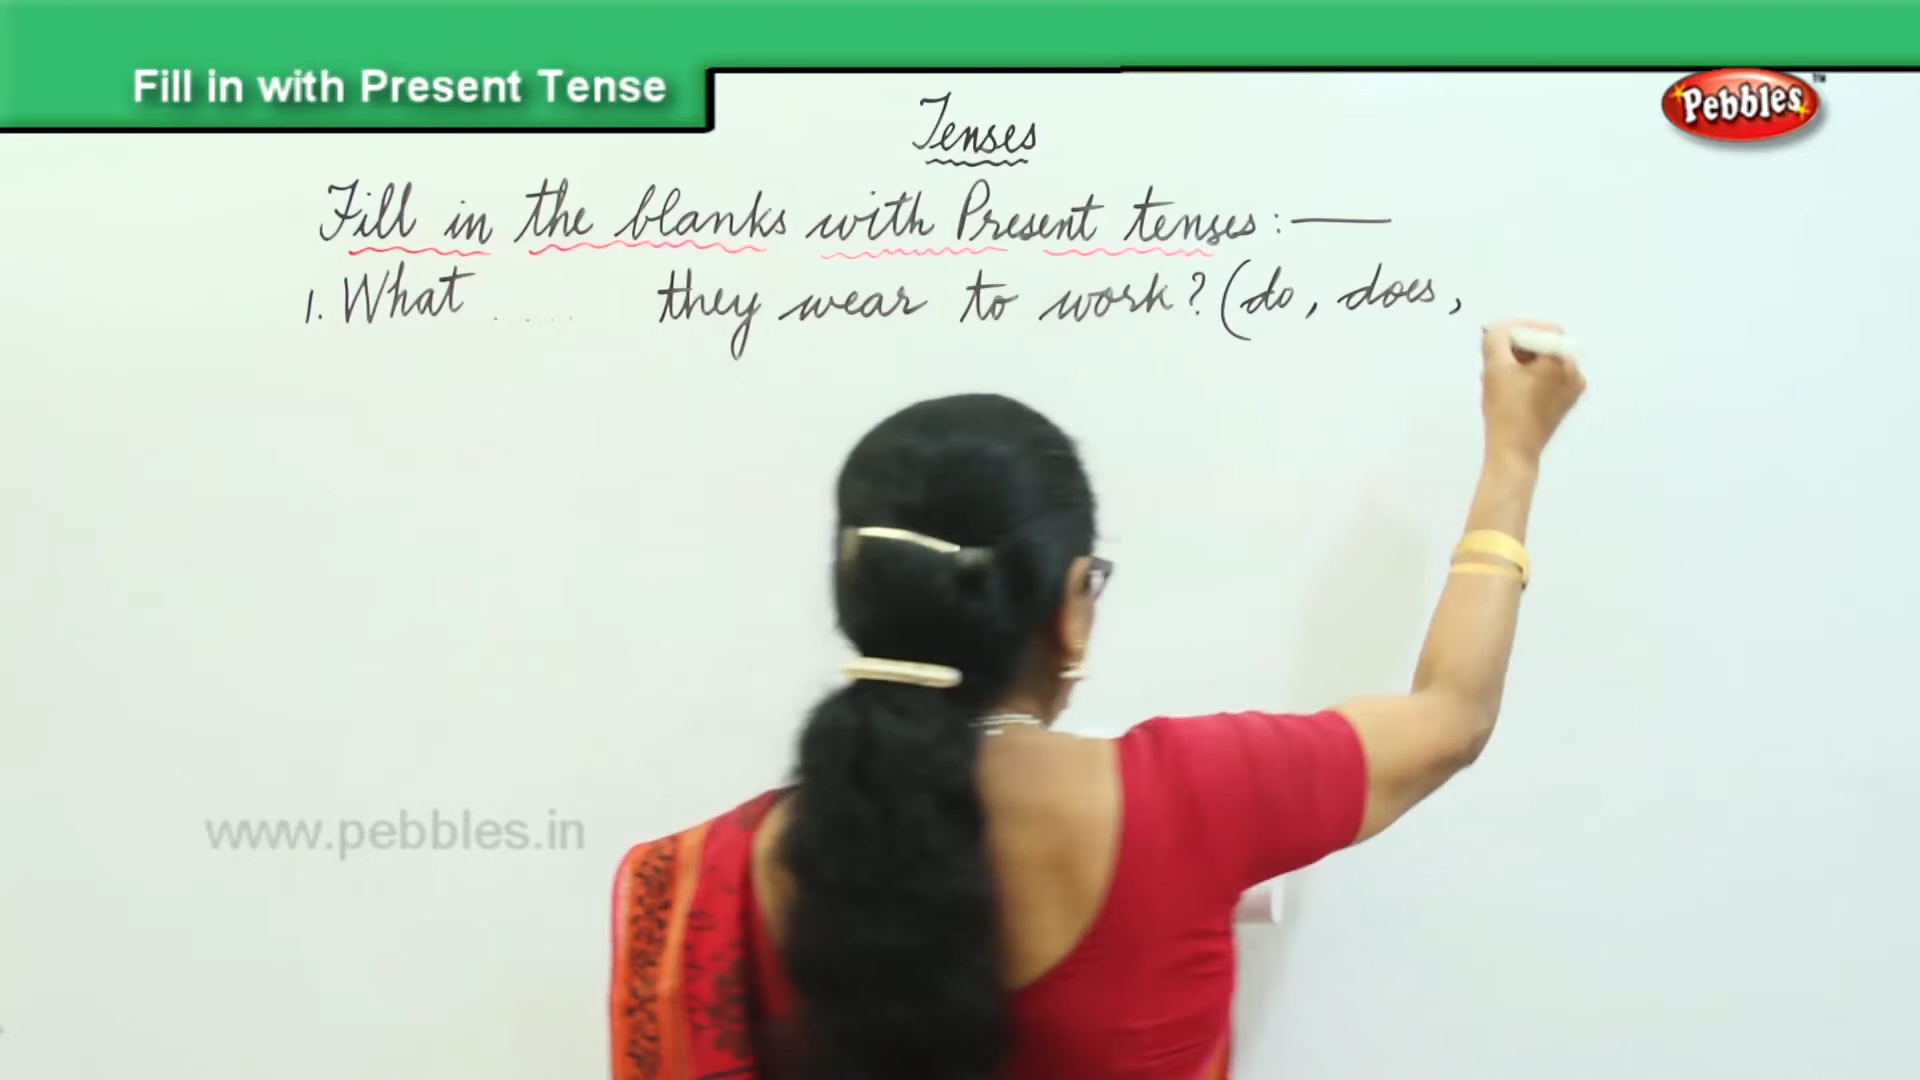 Fill in with Present Tense
Pebbles™
Tenses
Fill in the blanks with Present tenses:—
1. What .... they wear to work? (do, does,
www.pebbles.in